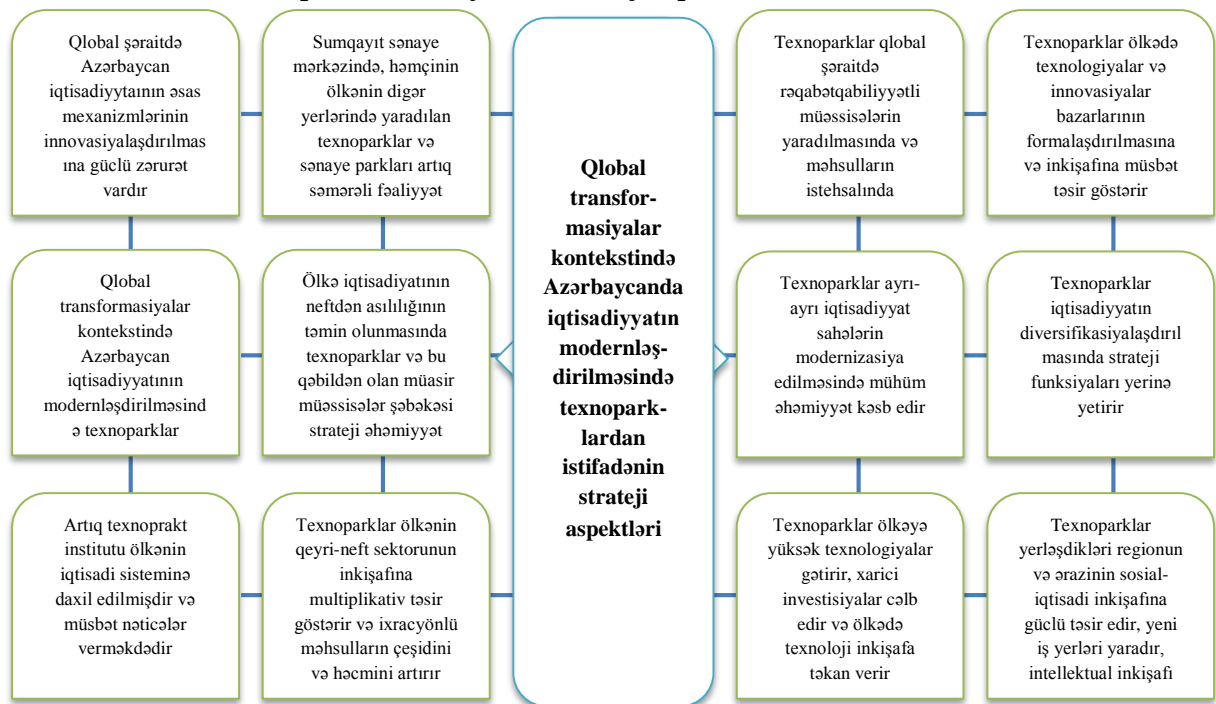 Qlobal şəraitdə
Azərbaycan
iqtisadiyytaının əsas
mexanizmlərinin
innovasiyalaşdırılmas
ına güclü zərurət
vardır
Sumqayıt sənaye
mərkəzində, həmçinin
ölkənin digər
yerlərində yaradılan
texnoparklar və
sənaye parkları artıq
səmərəli fəaliyyət
Qlobal
transformasiyalar
kontekstində
Azərbaycan
iqtisadiyyatının
modernləşdirilməsind
ə texnoparklar
Ölkə iqtisadiyatının
neftdən asılılığının
təmin olunmasında
texnoparklar və bu
qəbildən olan müasir
müəssisələr şəbəkəsi
strateji əhəmiyyət
Artıq texnoprakt
institutu ölkənin
iqtisadi sisteminə
daxil edilmişdir və
müsbət nəticələr
verməkdədir
Texnoparklar ölkənin
qeyri-neft sektorunun
inkişafına
multiplikativ təsir
göstərir və ixracyönlü
məhsulların çeşidini
və həcmini artırır
Qlobal
transfor-
masiyalar
kontekstində
Azərbaycanda
iqtisadiyyatın
modernləş-
dirilməsində
texnopark-
lardan
istifadənin
strateji
aspektləri
Texnoparklar qlobal
şəraitdə
rəqabətqabiliyyətli
müəssisələrin
yaradılmasında və
məhsulların
istehsalında
Texnoparklar ölkədə
texnologiyalar və
innovasiyalar
bazarlarının
formalaşdırılmasına
və inkişafına müsbət
təsir göstərir
Texnoparklar ayrı-
ayrı iqtisadiyyat
sahələrin
modernizasiya
edilməsində mühüm
əhəmiyyət kəsb edir
Texnoparklar
iqtisadiyyatın
diversifikasiyalaşdırıl
masında strateji
funksiyaları yerinə
yetirir
Texnoparklar ölkəyə
yüksək texnologiyalar
gətirir, xarici
investisiyalar cəlb
edir və ölkədə
texnoloji inkişafa
təkan verir
Texnoparklar
yerləşdikləri regionun
və ərazinin sosial-
iqtisadi inkişafına
güclü təsir edir, yeni
iş yerləri yaradır,
intellektual inkişafı